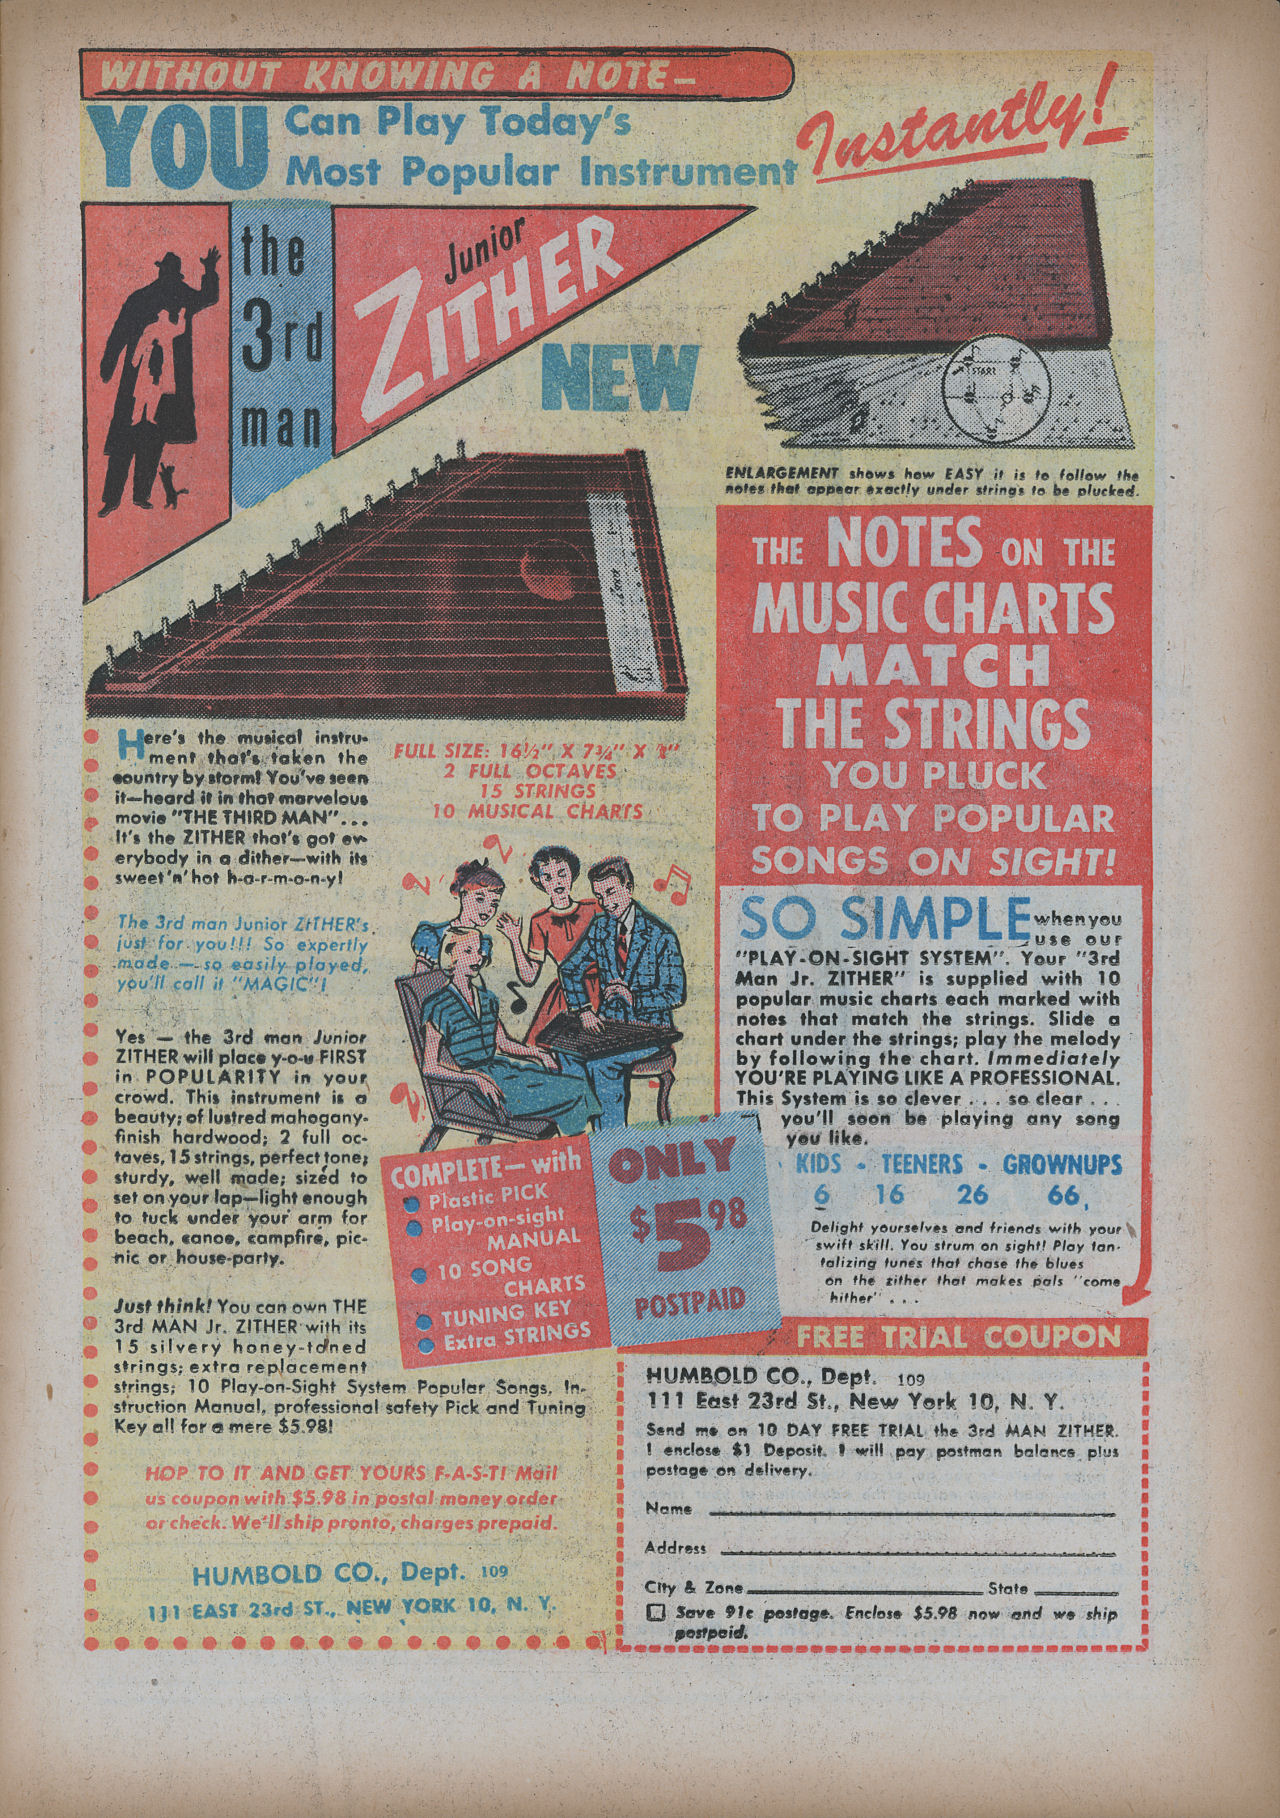 WITHOUT KNOWING A NOTE—
YOU Can Play Today's
Most Popular Instrument
Instantly!
the
3rd
man
Junior
ZITHER
NEW
START
ENLARGEMENT shows how EASY it is to follow the
notes that appear exactly under strings to be plucked.
THE NOTES ON THE
MUSIC CHARTS
MATCH
THE STRINGS
YOU PLUCK
TO PLAY POPULAR
SONGS ON SIGHT!
Here's the musical instru-
ment that's taken the
country by storm! You've seen
it—heard it in that marvelous
movie "THE THIRD MAN"...
It's the ZITHER that's got ev-
erybody in a dither—with its
sweet 'n' hot h-a-r-m-o-n-y!
The 3rd man Junior ZITHER's
just for you!!! So expertly
made — so easily played,
you'll call it "MAGIC"!
Yes — the 3rd man Junior
ZITHER will place y-o-u FIRST
in POPULARITY in your
crowd. This instrument is a
beauty; of lustred mahogany-
finish hardwood; 2 full oc-
taves, 15 strings, perfect tone;
sturdy, well made; sized to
set on your lap—light enough
to tuck under your arm for
beach, canoe, campfire, pic-
nic or house-party.
Just think! You can own THE
3rd MAN Jr. ZITHER with its
15 silvery honey-toned
strings; extra replacement
strings; 10 Play-on-Sight System Popular Songs, In-
struction Manual, professional safety Pick and Tuning
Key all for a mere $5.98!
HOP TO IT AND GET YOURS F-A-S-T! Mail
us coupon with $5.98 in postal money order
or check. We'll ship pronto, charges prepaid.
HUMBOLD CO., Dept. 109
111 EAST 23rd ST., NEW YORK 10, N. Y.
FULL SIZE: 16½" X 7¾" X
2 FULL OCTAVES
15 STRINGS
10 MUSICAL CHARTS
COMPLETE— with
Plastic PICK
Play-on-sight
MANUAL
10 SONG
CHARTS
TUNING KEY
Extra STRINGS
ONLY
$5.98
POSTPAID
SO SIMPLE when you
use our
"PLAY-ON-SIGHT SYSTEM". Your "3rd
Man Jr. ZITHER" is supplied with 10
popular music charts each marked with
notes that match the strings. Slide a
chart under the strings; play the melody
by following the chart. Immediately
YOU'RE PLAYING LIKE A PROFESSIONAL.
This System is so clever . . . so clear . . .
you'll soon be playing any song
you like.
KIDS - TEENERS - GROWNUPS
6 16 26 66
Delight yourselves and friends with your
swift skill. You strum on sight! Play tan-
talizing tunes that chase the blues
on the zither that makes pals "come
hither" . . .
FREE TRIAL COUPON
HUMBOLD CO., Dept. 109
111 East 23rd St., New York 10, N. Y.
Send me on 10 DAY FREE TRIAL the 3rd MAN ZITHER.
I enclose $1 Deposit. I will pay postman balance plus
postage on delivery.
Name
Address
City & Zone State
Save 91c postage. Enclose $5.98 now and we ship
postpaid.